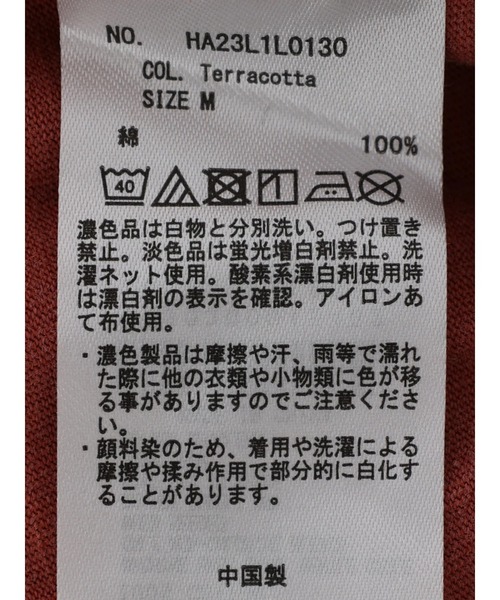 NO. HA23L1L0130
COL. Terracotta
SIZE M
綿 100%
40
濃色品は白物と分別洗い。つけ置き
禁止。淡色品は蛍光増白剤禁止。洗
濯ネット使用。酸素系漂白剤使用時
は漂白剤の表示を確認。アイロンあ
て布使用。
・濃色製品は摩擦や汗、雨等で濡れ
た際に他の衣類や小物類に色が移
る事がありますのでご注意くださ
い。
・顔料染のため、着用や洗濯による
摩擦や揉み作用で部分的に白化す
ることがあります。
中国製